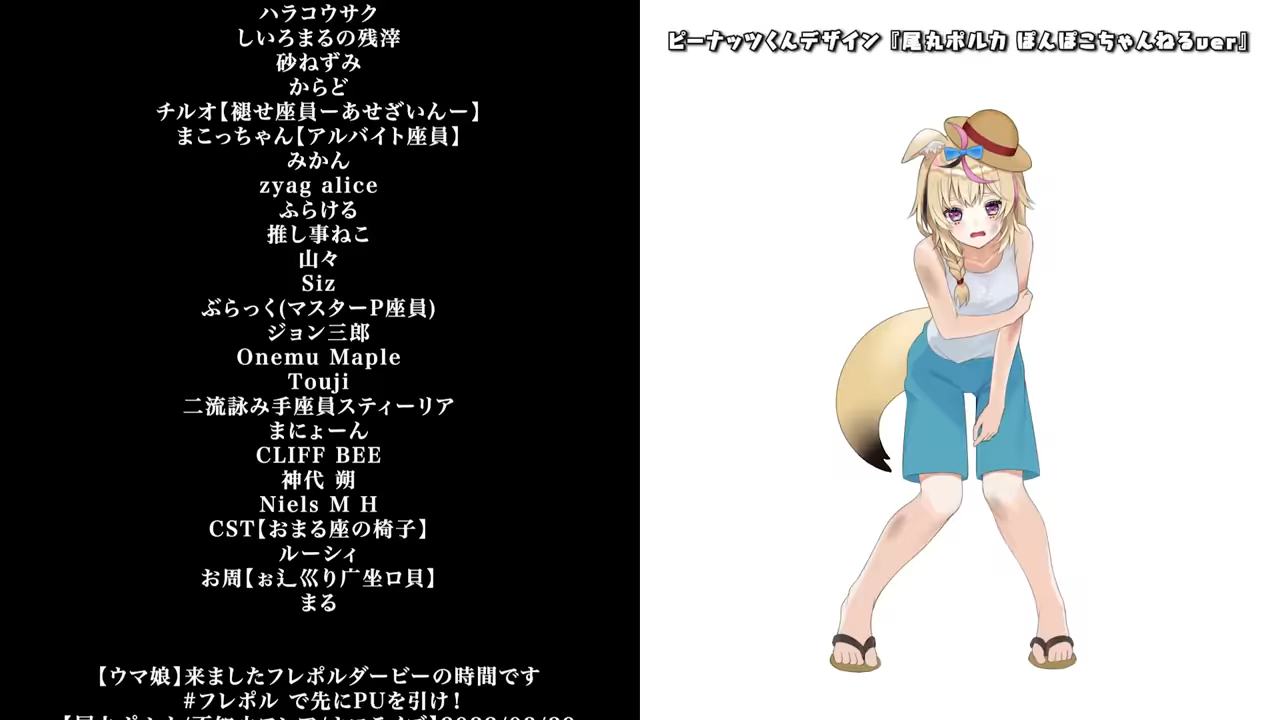 ハラコウサク
しいろまるの残滓
砂ねずみ
からど
チルオ【褪せ座員ーあせざいんー】
まこっちゃん【アルバイト座員】
みかん
zyag alice
ふらける
推し事ねこ
山々
Siz
ぶらっく(マスターP座員)
ジョン三郎
Onemu Maple
Touji
二流詠み手座員スティーリア
まにょーん
CLIFF BEE
神代 朔
Niels M H
CST【おまる座の椅子】
ルーシィ
お周【ぉ辶巛り广坐口員】
まる
【ウマ娘】来ましたフレポルダービーの時間です
#フレポル で先にPUを引け!
ピーナッツくんデザイン『尾丸ポルカ ぽんぽこちゃんねるver』